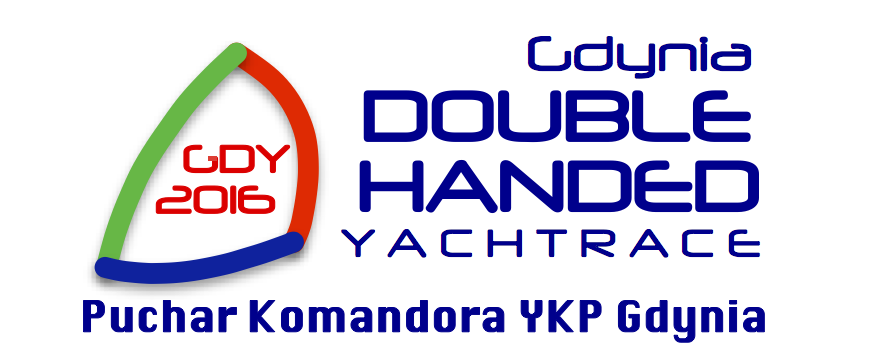 GDY
2016
Gdynia
DOUBLE
HANDED
YACHTRACE
Puchar Komandora YKP Gdynia